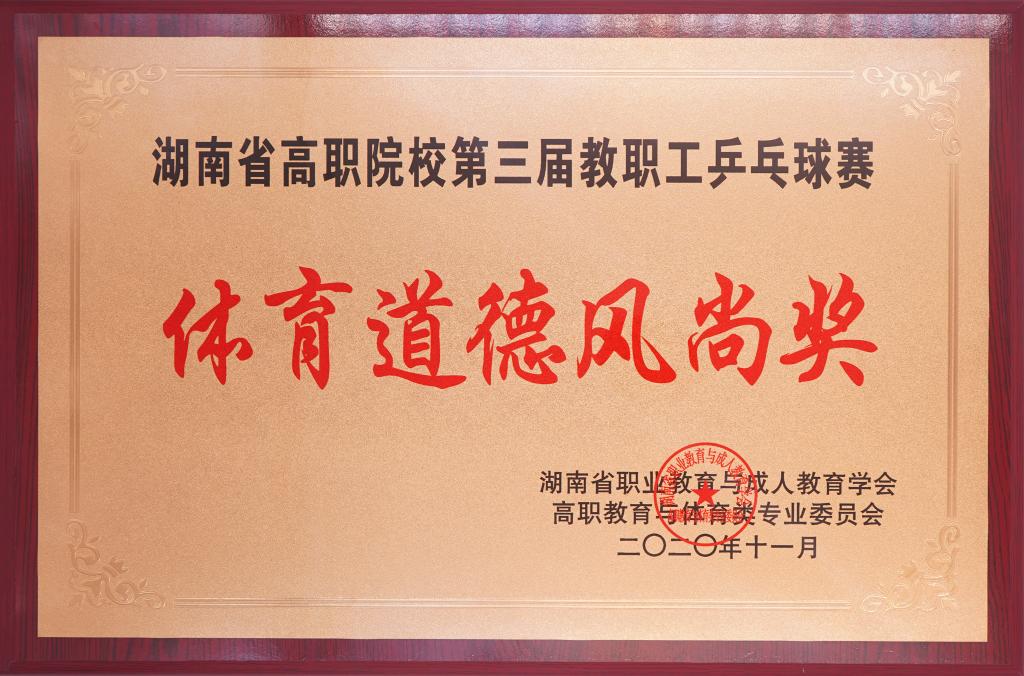 湖南省高职院校第三届教职工乒乓球赛
体育道德风尚奖
湖南省职业教育与成人教育学会
高职教育与体育类专业委员会
二〇二〇年十一月